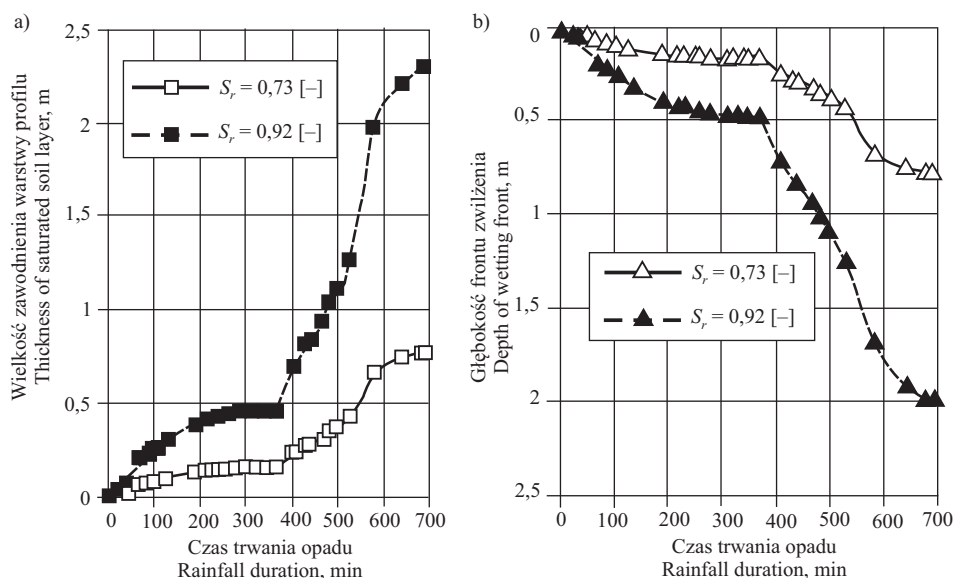 a)
Wielkość zawodnienia warstwy profilu
Thickness of saturated soil layer, m
2,5
2
1,5
1
0,5
0
S_r = 0,73 [–]
S_r = 0,92 [–]
0 100 200 300 400 500 600 700
Czas trwania opadu
Rainfall duration, min
b)
Głębokość frontu zwilżenia
Depth of wetting front, m
0
0,5
1
1,5
2
2,5
S_r = 0,73 [–]
S_r = 0,92 [–]
0 100 200 300 400 500 600 700
Czas trwania opadu
Rainfall duration, min